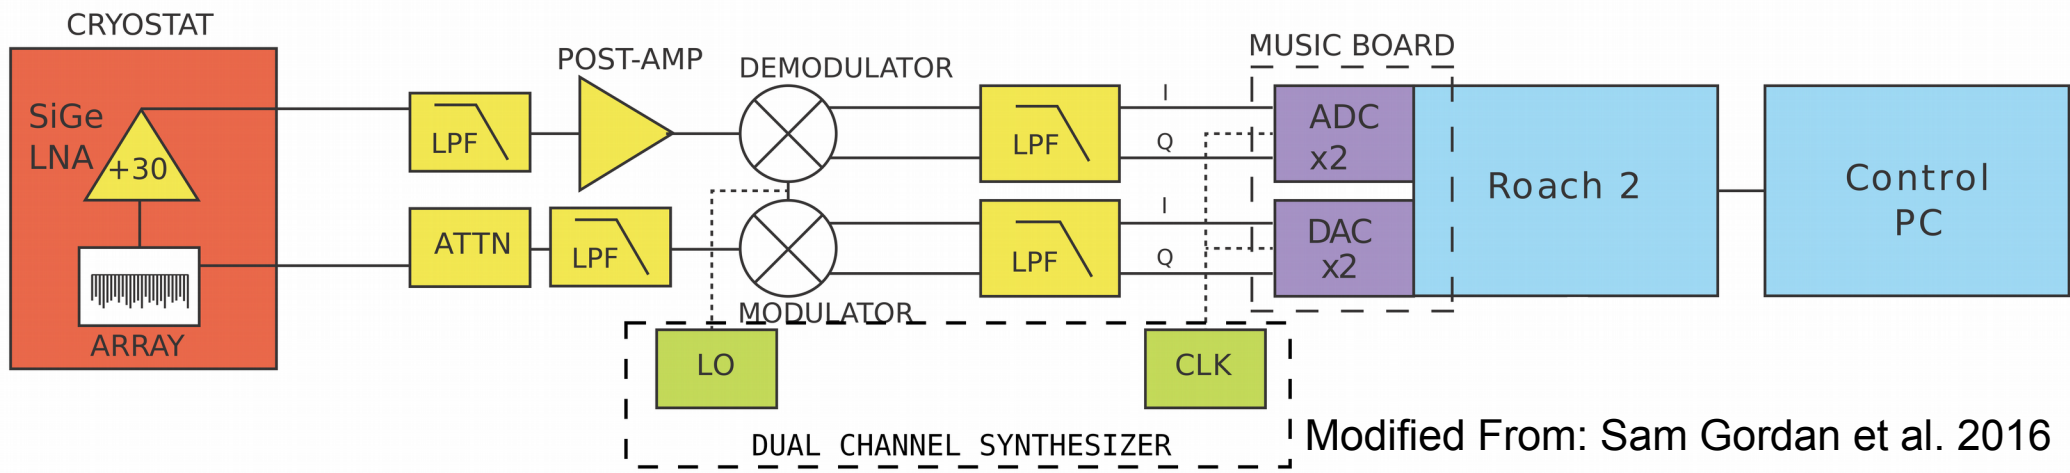 CRYOSTAT
SiGe
LNA
+30
ARRAY
LPF
POST-AMP
DEMODULATOR
ATTN
LPF
MODULATOR
LPF
I
Q
LPF
I
Q
MUSIC BOARD
ADC
x2
DAC
x2
Roach 2
Control
PC
LO
CLK
DUAL CHANNEL SYNTHESIZER
Modified From: Sam Gordan et al. 2016